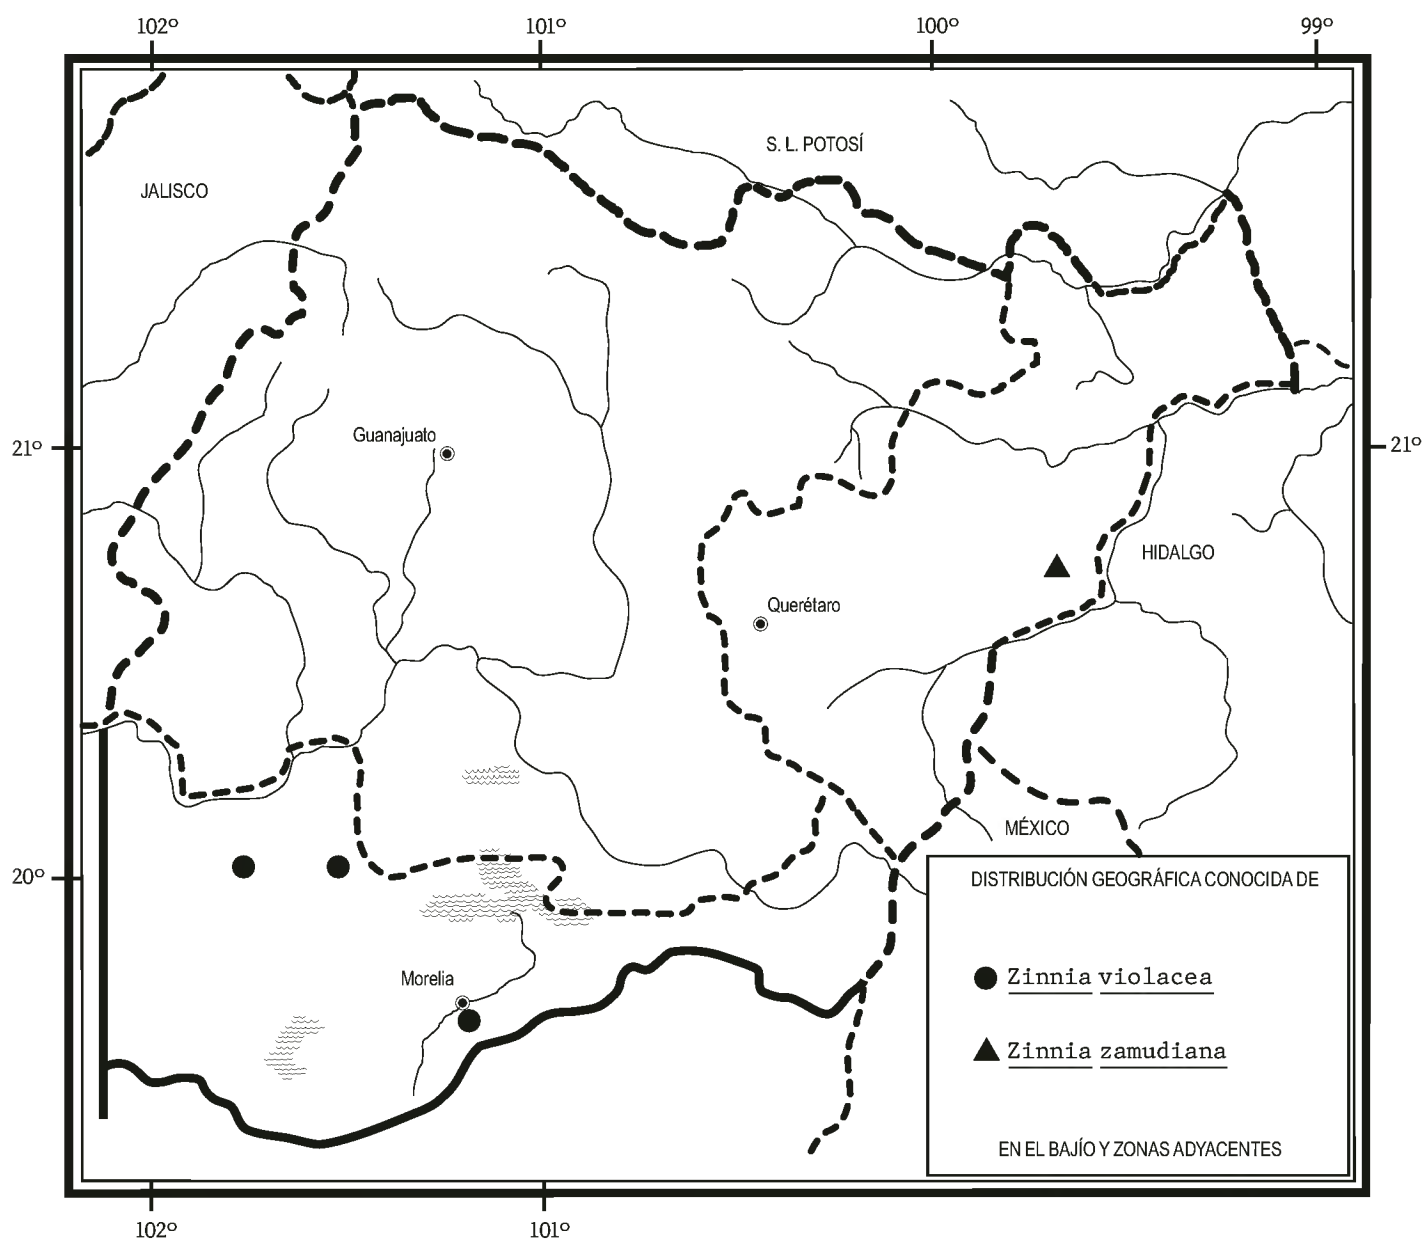 102º 101º 100º 99º
S. L. POTOSÍ
JALISCO
Guanajuato
21º 21º
HIDALGO
Querétaro
MÉXICO
20º
DISTRIBUCIÓN GEOGRÁFICA CONOCIDA DE
Zinnia violacea
Morelia
Zinnia zamudiana
EN EL BAJÍO Y ZONAS ADYACENTES
102º 101º